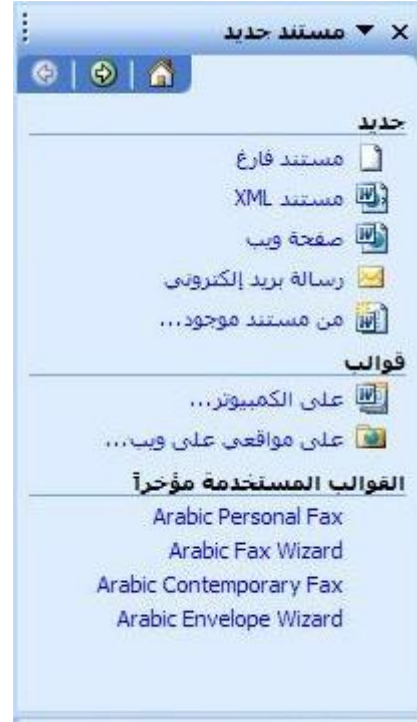 مستند جديد
جديد
مستند فارغ
مستند XML
صفحة ويب
رسالة بريد إلكتروني
من مستند موجود...
قوالب
على الكمبيوتر...
على مواقعي على ويب...
القوالب المستخدمة مؤخراً
Arabic Personal Fax
Arabic Fax Wizard
Arabic Contemporary Fax
Arabic Envelope Wizard